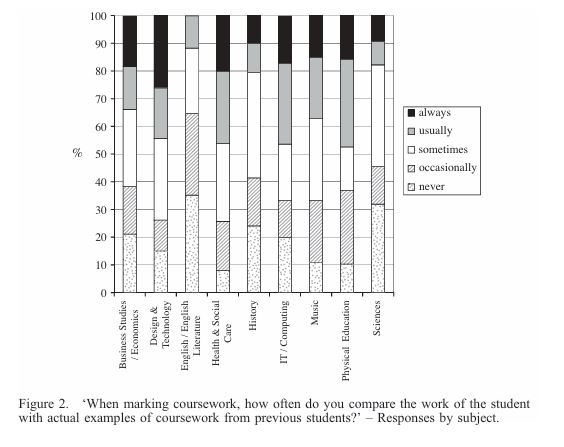 100
90
80
70
60
50
40
30
20
10
0
%
always
usually
sometimes
occasionally
never
Business Studies
/ Economics
Design &
Technology
English / English
Literature
Health & Social
Care
History
IT / Computing
Music
Physical Education
Sciences
Figure 2. ‘When marking coursework, how often do you compare the work of the student
with actual examples of coursework from previous students?’ – Responses by subject.